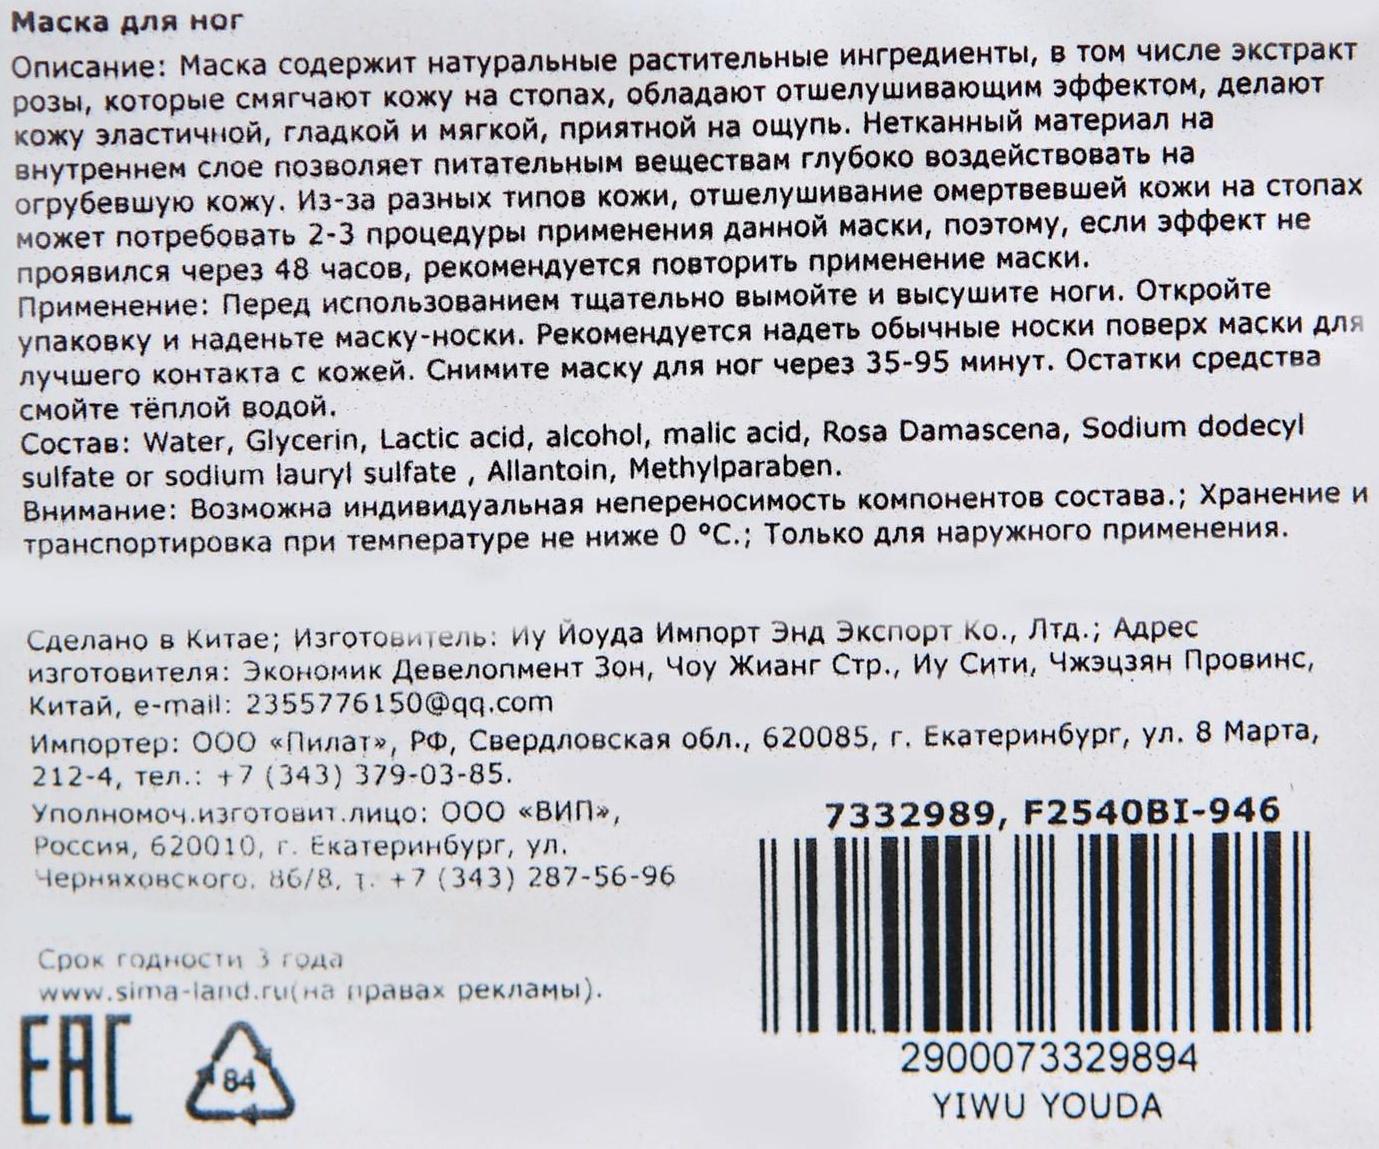 Маска для ног
Описание: Маска содержит натуральные растительные ингредиенты, в том числе экстракт
розы, которые смягчают кожу на стопах, обладают отшелушивающим эффектом, делают
кожу эластичной, гладкой и мягкой, приятной на ощупь. Нетканный материал на
внутреннем слое позволяет питательным веществам глубоко воздействовать на
огрубевшую кожу. Из-за разных типов кожи, отшелушивание омертвевшей кожи на стопах
может потребовать 2-3 процедуры применения данной маски, поэтому, если эффект не
проявился через 48 часов, рекомендуется повторить применение маски.
Применение: Перед использованием тщательно вымойте и высушите ноги. Откройте
упаковку и наденьте маску-носки. Рекомендуется надеть обычные носки поверх маски для
лучшего контакта с кожей. Снимите маску для ног через 35-95 минут. Остатки средства
смойте тёплой водой.
Состав: Water, Glycerin, Lactic acid, alcohol, malic acid, Rosa Damascena, Sodium dodecyl
sulfate or sodium lauryl sulfate , Allantoin, Methylparaben.
Внимание: Возможна индивидуальная непереносимость компонентов состава.; Хранение и
транспортировка при температуре не ниже 0 °C.; Только для наружного применения.
Сделано в Китае; Изготовитель: Иу Йоуда Импорт Энд Экспорт Ко., Лтд.; Адрес
изготовителя: Экономик Девелопмент Зон, Чоу Жианг Стр., Иу Сити, Чжэцзян Провинс,
Китай, e-mail: 2355776150@qq.com
Импортер: ООО «Пилат», РФ, Свердловская обл., 620085, г. Екатеринбург, ул. 8 Марта,
212-4, тел.: +7 (343) 379-03-85.
Уполномоч.изготовит.лицо: ООО «ВИП»,
Россия, 620010, г. Екатеринбург, ул.
Черняховского, 86/8, т. +7 (343) 287-56-96
7332989, F2540BI-946
Срок годности 3 года
www.sima-land.ru(на правах рекламы).
EAC
84
2900073329894
YIWU YOUDA